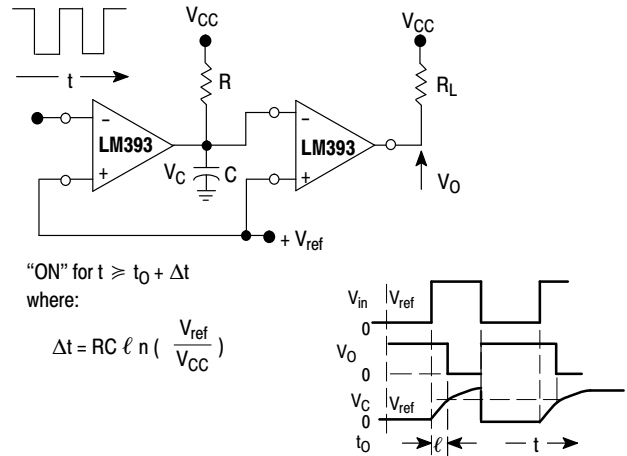 V_CC V_CC
R R_L
t
– –
LM393 LM393
+ +
V_C C
V_O
+ V_ref
“ON” for t ⩾ t_O + Δt
where:
Δt = RC ℓ n ( V_ref / V_CC )
V_in V_ref
0
V_O
0
V_C V_ref
0
t_O ℓ t